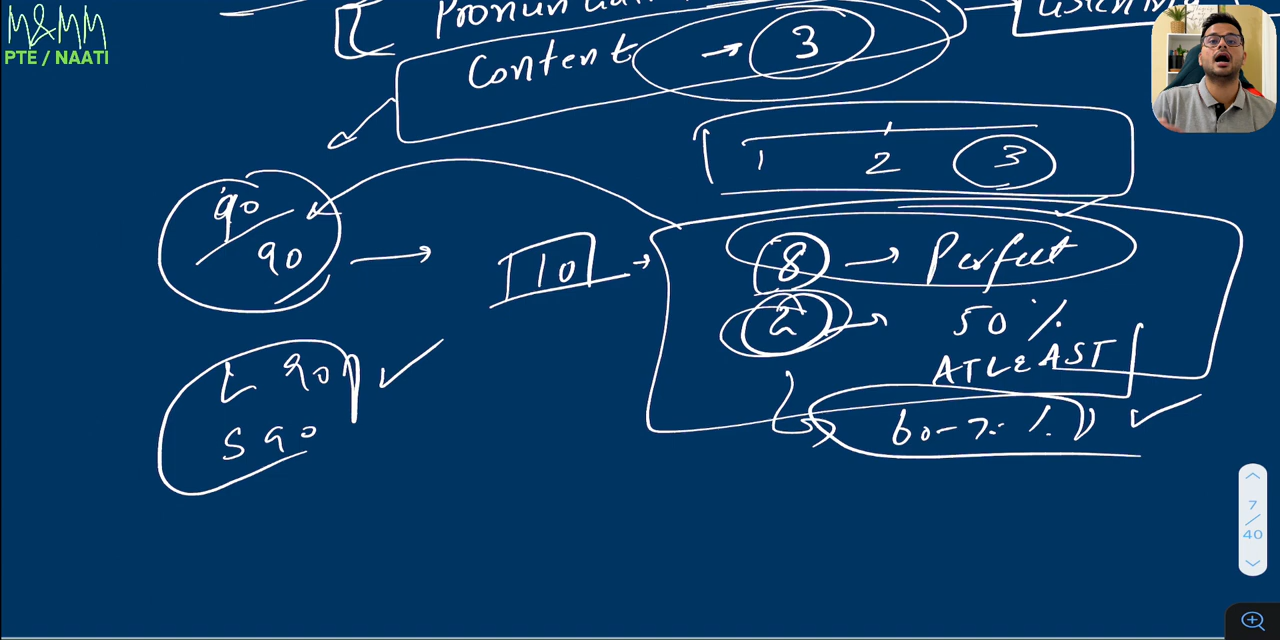 M&MM
PTE / NAATI
Content → 3
1 2 3
90
90
10
8 → Perfect
2 → 50 %
ATLEAST
L 90
S 90
60-70 %
7
/
40